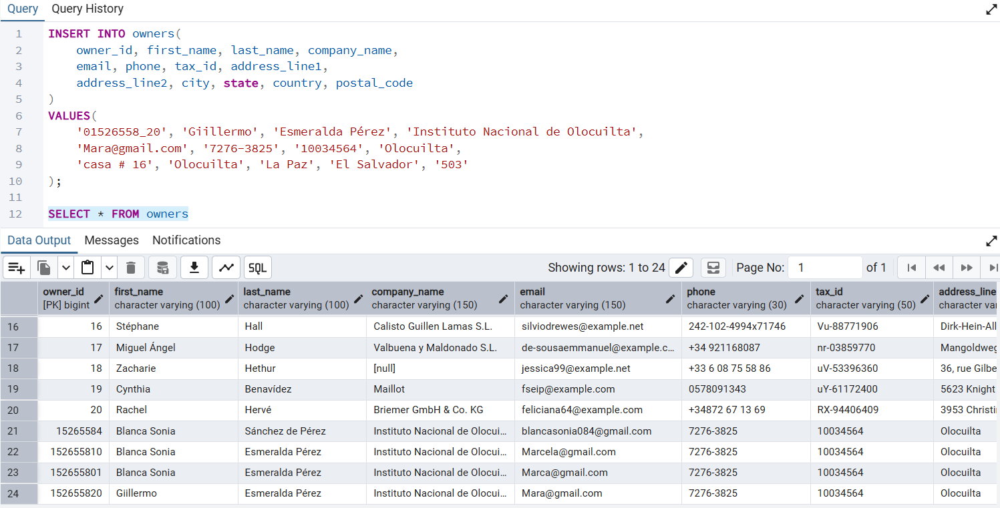 Query Query History
1 INSERT INTO owners(
2 owner_id, first_name, last_name, company_name,
3 email, phone, tax_id, address_line1,
4 address_line2, city, state, country, postal_code
5 )
6 VALUES(
7 '01526558_20', 'Giillermo', 'Esmeralda Pérez', 'Instituto Nacional de Olocuilta',
8 'Mara@gmail.com', '7276-3825', '10034564', 'Olocuilta',
9 'casa # 16', 'Olocuilta', 'La Paz', 'El Salvador', '503'
10 );
11
12 SELECT * FROM owners
Data Output Messages Notifications
SQL Showing rows: 1 to 24 Page No: 1 of 1
owner_id first_name last_name company_name email phone tax_id address_line
[PK] bigint character varying (100) character varying (100) character varying (150) character varying (150) character varying (30) character varying (50) character var
16 16 Stéphane Hall Calisto Guillen Lamas S.L. silviodrewes@example.net 242-102-4994x71746 Vu-88771906 Dirk-Hein-All
17 17 Miguel Ángel Hodge Valbuena y Maldonado S.L. de-sousaemmanuel@example.c... +34 921168087 nr-03859770 Mangoldweg
18 18 Zacharie Hethur [null] jessica99@example.net +33 6 08 75 58 86 uV-53396360 36, rue Gilbe
19 19 Cynthia Benavídez Maillot fseip@example.com 0578091343 uY-61172400 5623 Knight
20 20 Rachel Hervé Briemer GmbH & Co. KG feliciana64@example.com +34872 67 13 69 RX-94406409 3953 Christi
21 15265584 Blanca Sonia Sánchez de Pérez Instituto Nacional de Olocui... blancasonia084@gmail.com 7276-3825 10034564 Olocuilta
22 152655810 Blanca Sonia Esmeralda Pérez Instituto Nacional de Olocui... Marcela@gmail.com 7276-3825 10034564 Olocuilta
23 152655801 Blanca Sonia Esmeralda Pérez Instituto Nacional de Olocui... Marca@gmail.com 7276-3825 10034564 Olocuilta
24 152655820 Giillermo Esmeralda Pérez Instituto Nacional de Olocui... Mara@gmail.com 7276-3825 10034564 Olocuilta